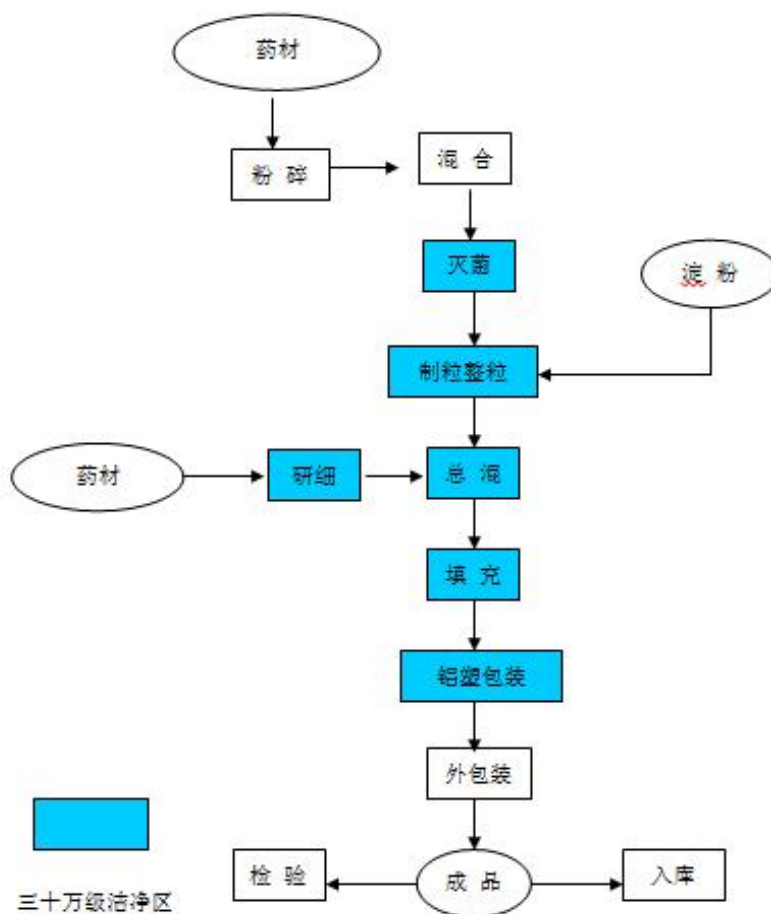 药材
粉 碎
混 合
灭菌
淀 粉
制粒整粒
药材
研细
总 混
填 充
铝塑包装
外包装
检 验
成 品
入库
三十万级洁净区